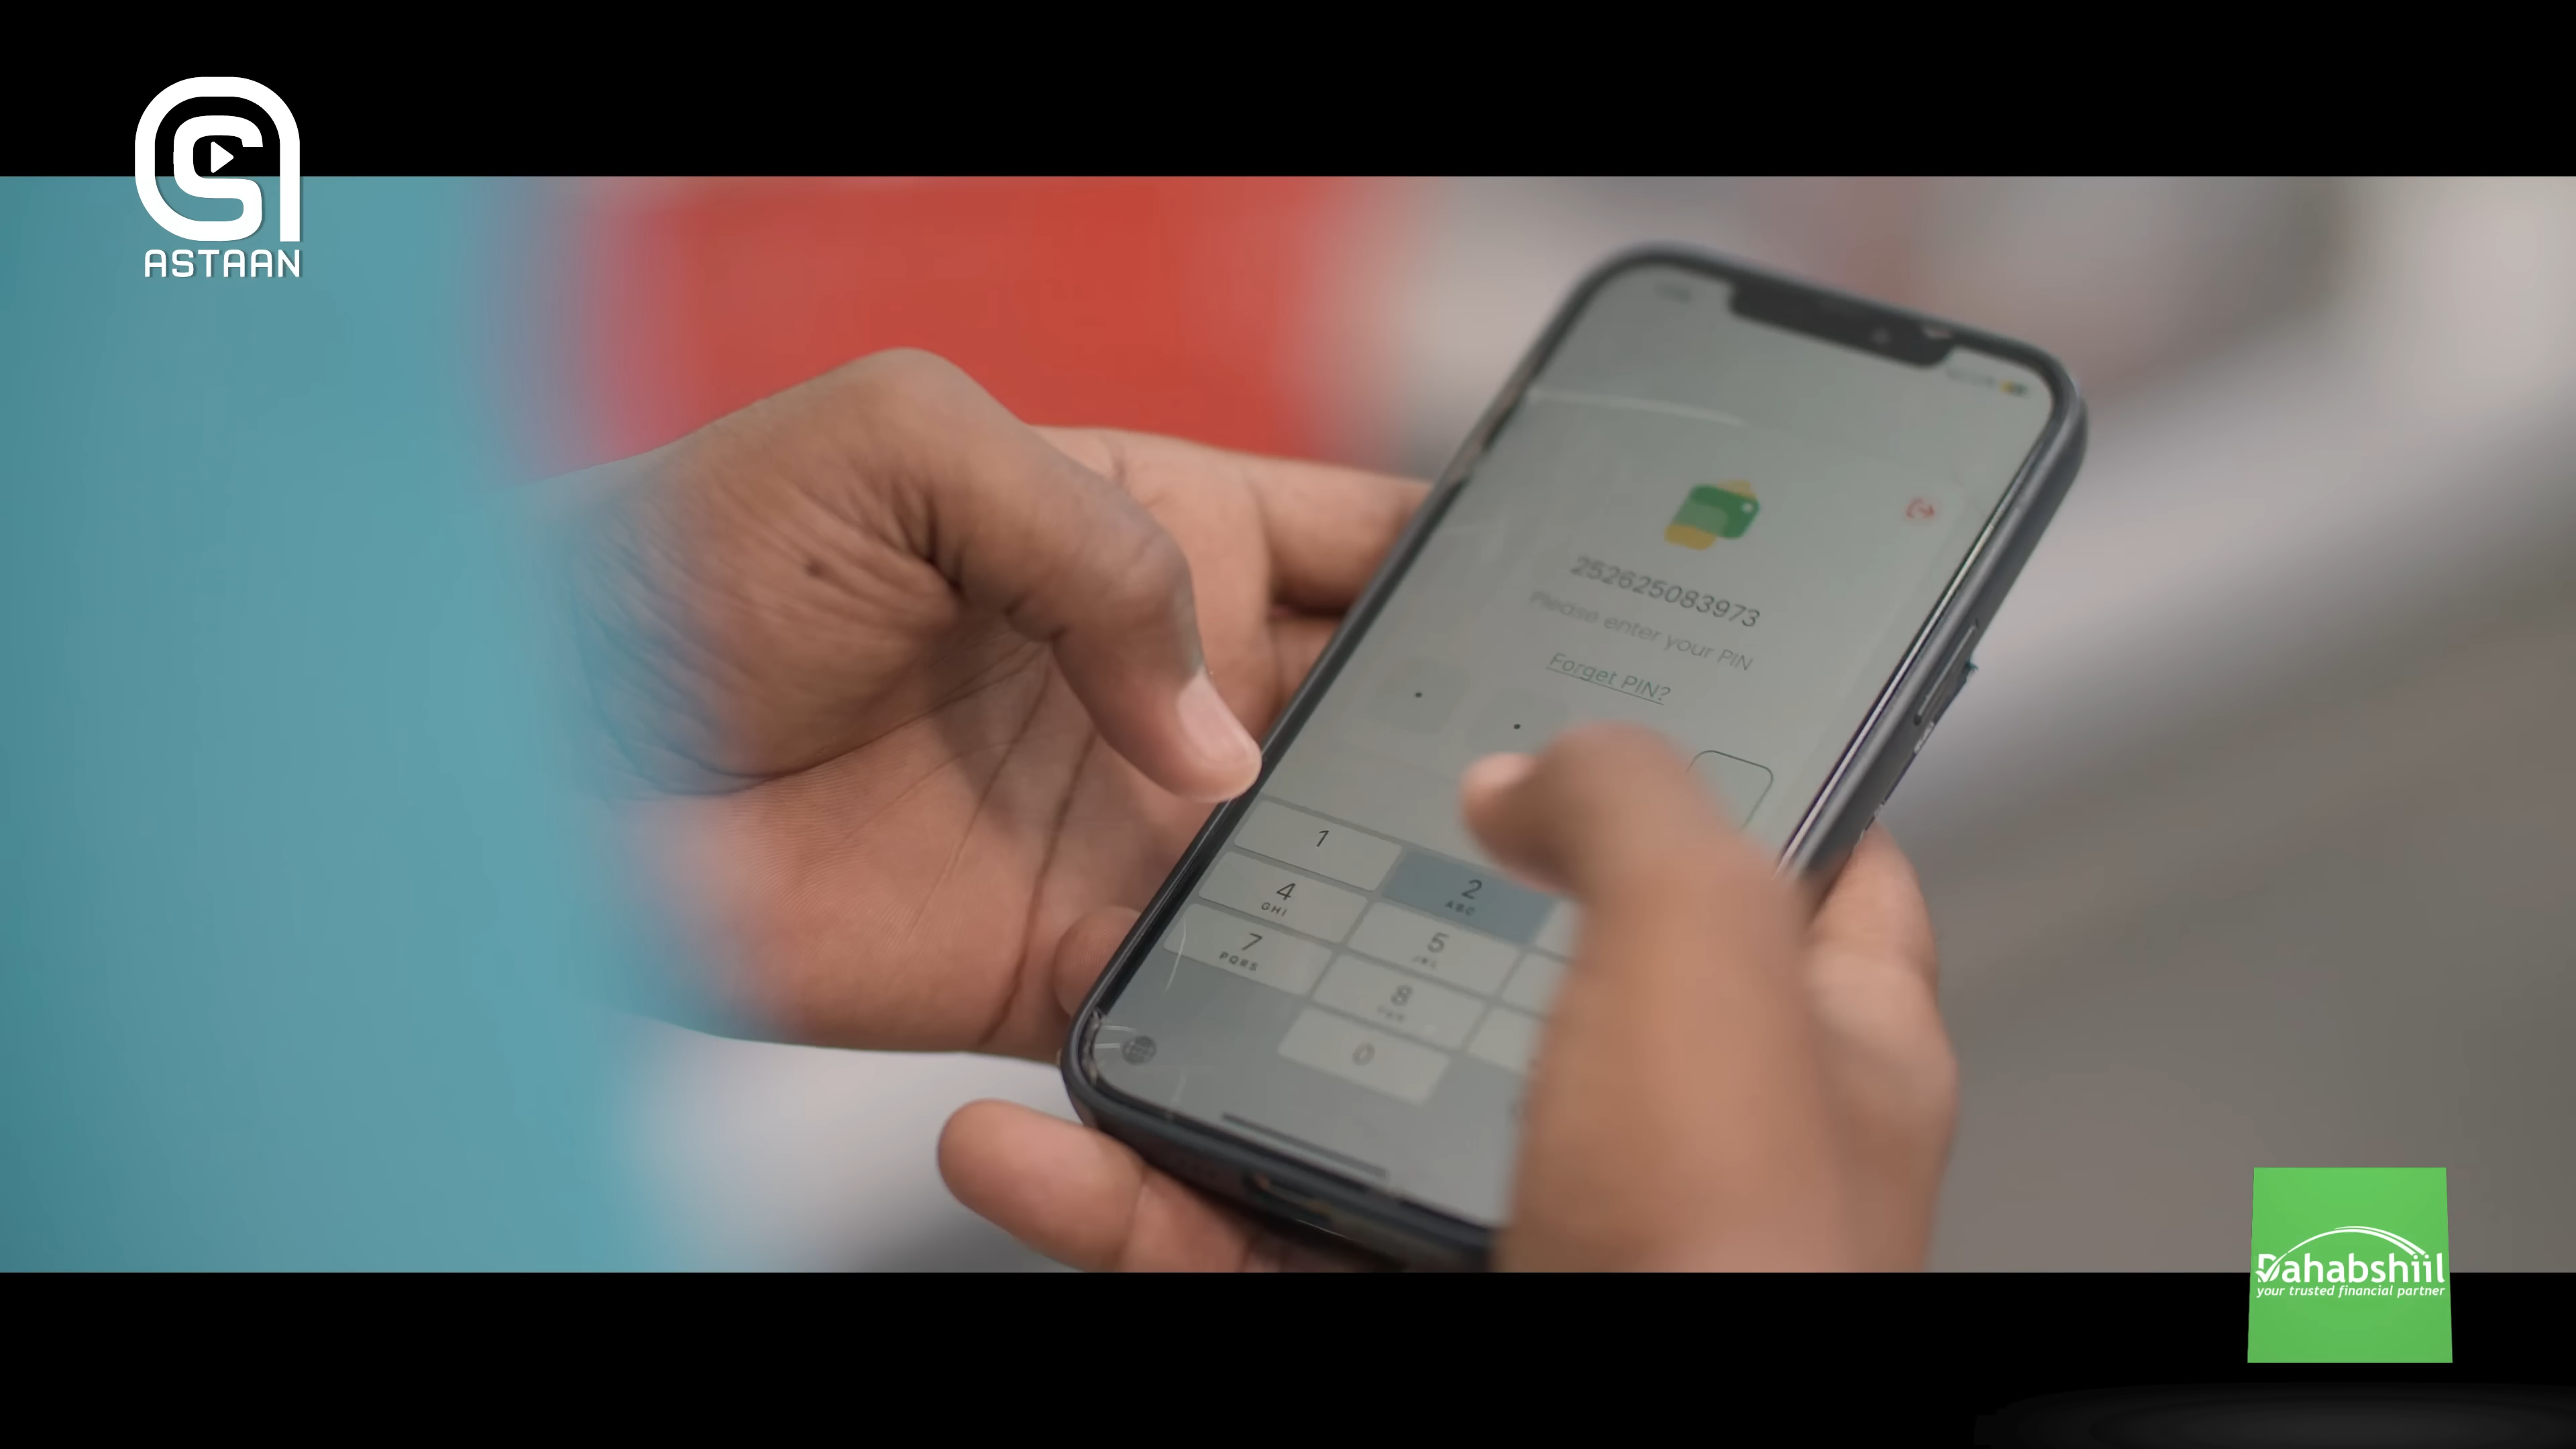 ASTAAN
252625083973
Please enter your PIN
Forget PIN?
1
2
ABC
4
GHI
5
JKL
7
PQRS
8
0
Dahabshiil
your trusted financial partner